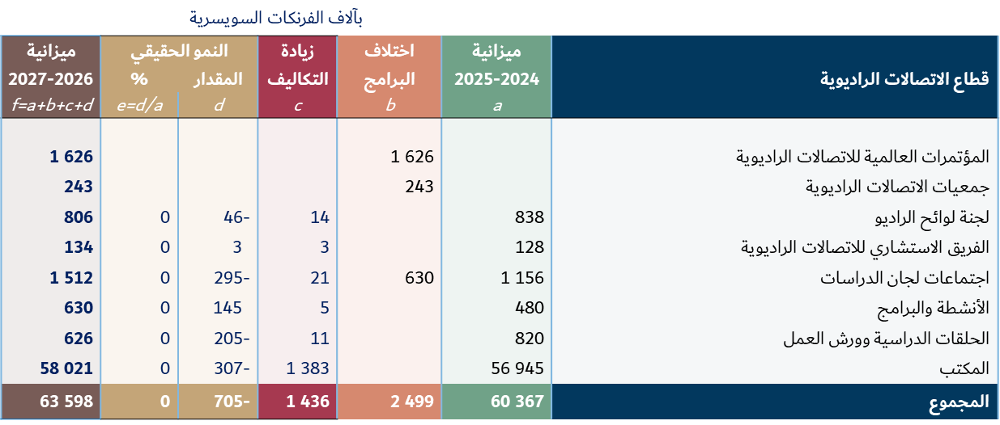 بآلاف الفرنكات السويسرية
قطاع الاتصالات الراديوية ميزانية 2025-2024 a اختلاف البرامج b زيادة التكاليف c النمو الحقيقي المقدار d % e=d/a ميزانية 2027-2026 f=a+b+c+d
المؤتمرات العالمية للاتصالات الراديوية 1 626 1 626
جمعيات الاتصالات الراديوية 243 243
لجنة لوائح الراديو 838 14 46- 0 806
الفريق الاستشاري للاتصالات الراديوية 128 3 3 0 134
اجتماعات لجان الدراسات 1 156 630 21 295- 0 1 512
الأنشطة والبرامج 480 5 145 0 630
الحلقات الدراسية وورش العمل 820 11 205- 0 626
المكتب 56 945 1 383 307- 0 58 021
المجموع 60 367 2 499 1 436 705- 0 63 598